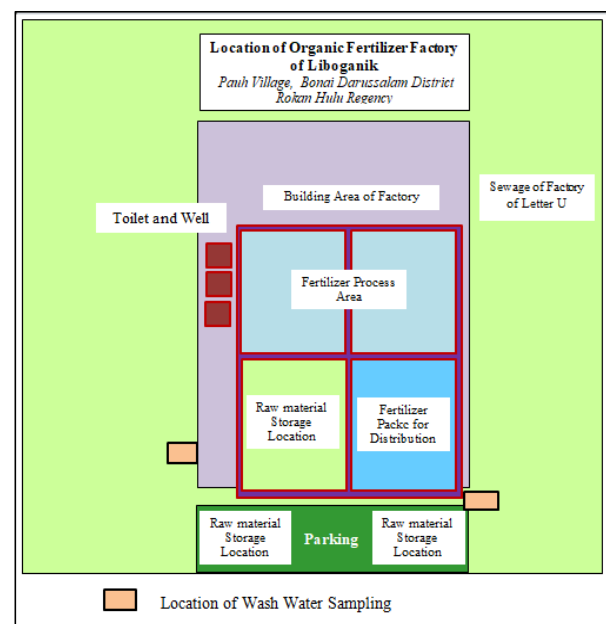 Location of Organic Fertilizer Factory
of Liboganik
Pauh Village, Bonai Darussalam District
Rokan Hulu Regency
Building Area of Factory
Sewage of Factory
of Letter U
Toilet and Well
Fertilizer Process
Area
Raw material
Storage
Location
Fertilizer
Packc for
Distribution
Raw material
Storage
Location
Parking
Raw material
Storage
Location
Location of Wash Water Sampling